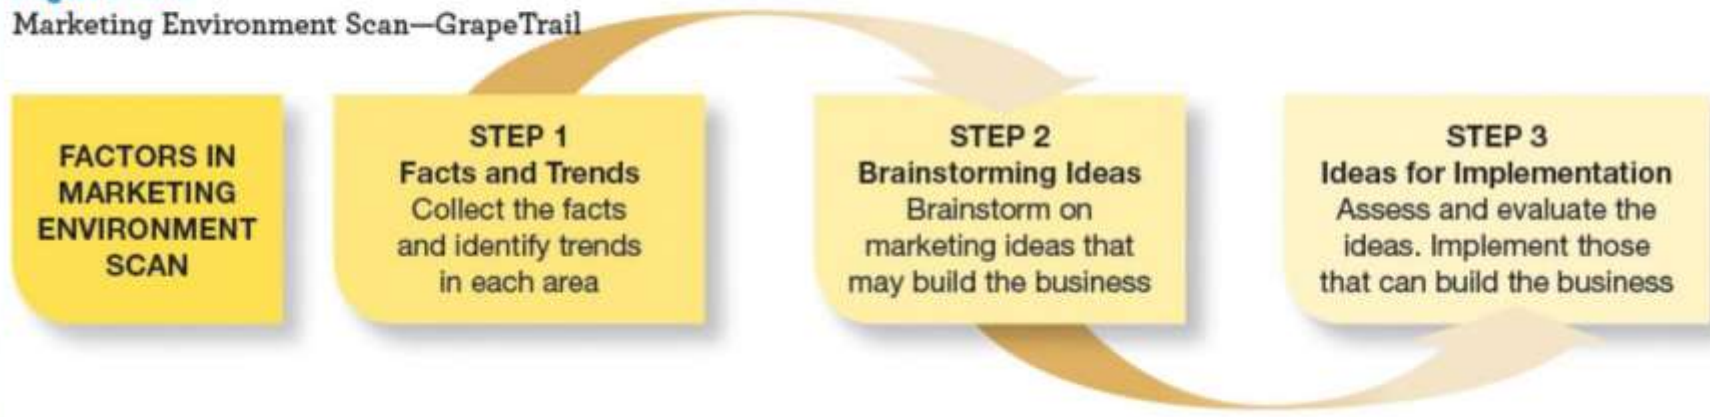 Marketing Environment Scan—GrapeTrail
FACTORS IN
MARKETING
ENVIRONMENT
SCAN
STEP 1
Facts and Trends
Collect the facts
and identify trends
in each area
STEP 2
Brainstorming Ideas
Brainstorm on
marketing ideas that
may build the business
STEP 3
Ideas for Implementation
Assess and evaluate the
ideas. Implement those
that can build the business